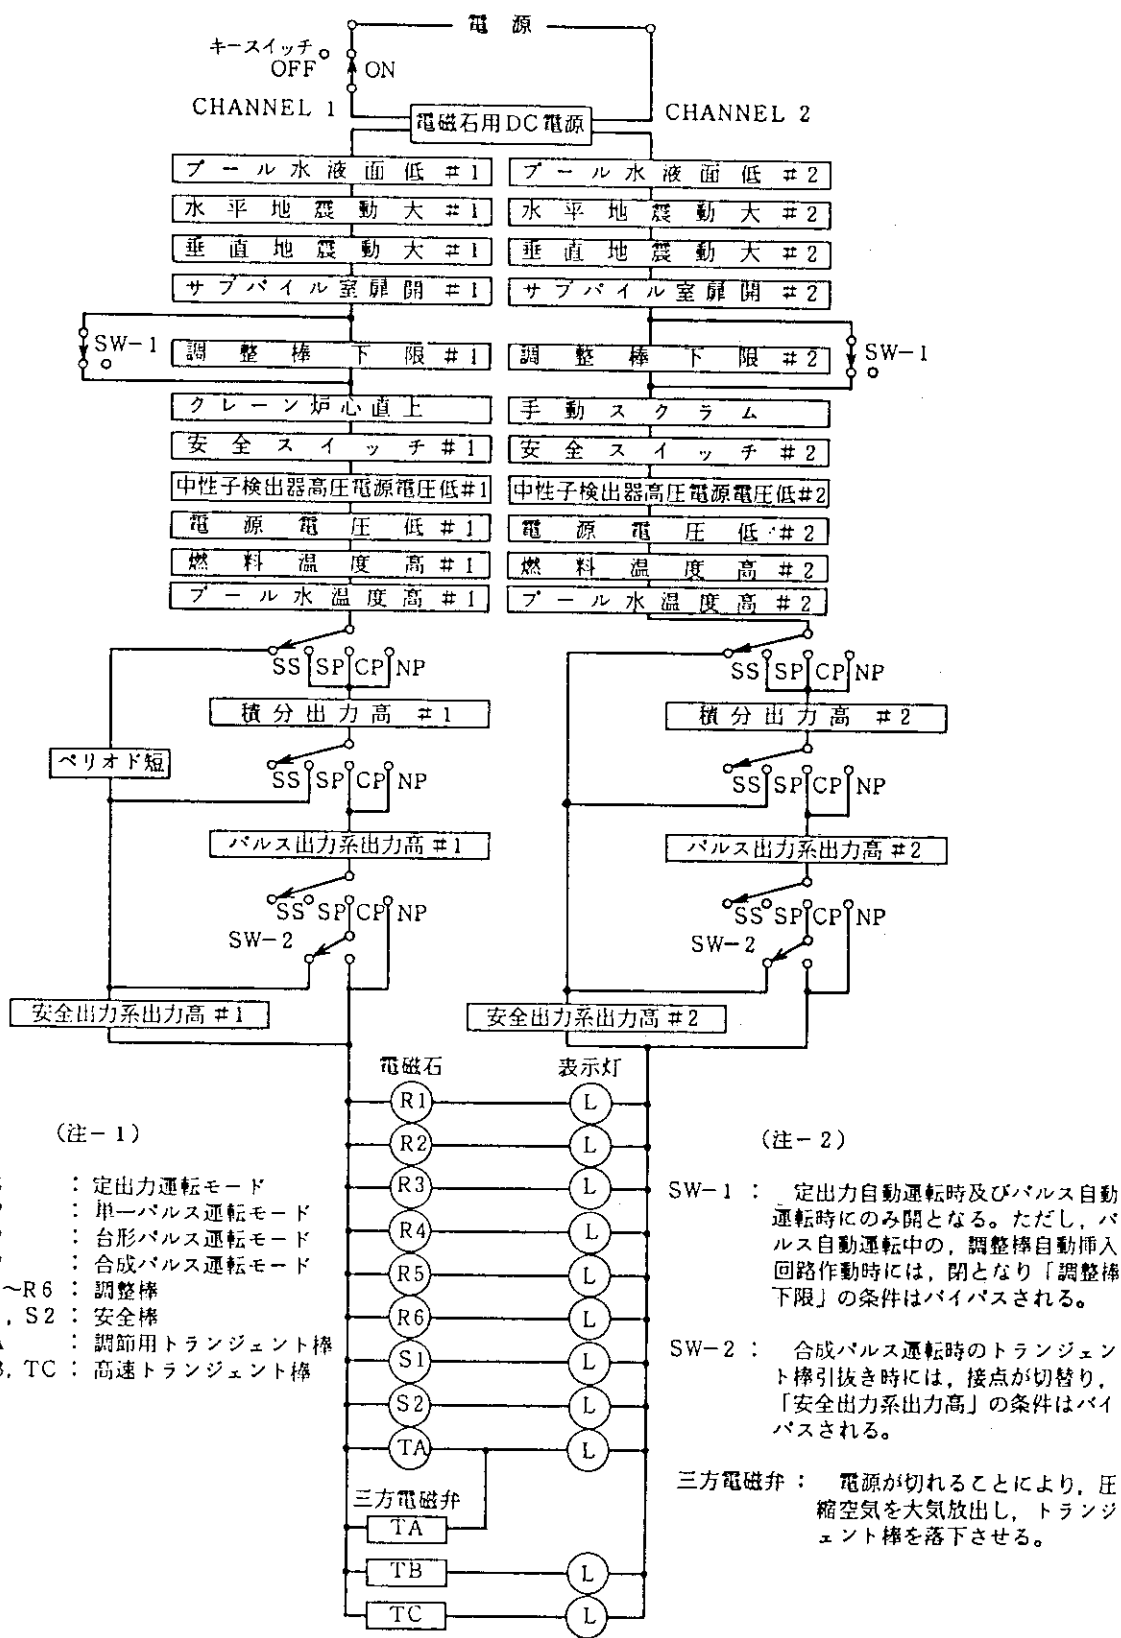 電源
キースイッチ
OFF
ON
CHANNEL 1
電磁石用DC電源
CHANNEL 2
プール水液面低 #1
プール水液面低 #2
水平地震動大 #1
水平地震動大 #2
垂直地震動大 #1
垂直地震動大 #2
サブパイル室扉開 #1
サブパイル室扉開 #2
SW-1
調整棒下限 #1
調整棒下限 #2
SW-1
クレーン炉心直上
手動スクラム
安全スイッチ #1
安全スイッチ #2
中性子検出器高圧電源電圧低#1
中性子検出器高圧電源電圧低#2
電源電圧低 #1
電源電圧低 #2
燃料温度高 #1
燃料温度高 #2
プール水温度高 #1
プール水温度高 #2
SS SP CP NP
SS SP CP NP
積分出力高 #1
積分出力高 #2
ペリオド短
SS SP CP NP
SS SP CP NP
パルス出力系出力高 #1
パルス出力系出力高 #2
SS SP CP NP
SS SP CP NP
SW-2
SW-2
安全出力系出力高 #1
安全出力系出力高 #2
電磁石
表示灯
R1 L
R2 L
R3 L
R4 L
R5 L
R6 L
S1 L
S2 L
TA L
三方電磁弁
TA
TB L
TC L
(注-1)
: 定出力運転モード
: 単一パルス運転モード
: 台形パルス運転モード
: 合成パルス運転モード
~R6 : 調整棒
, S2 : 安全棒
: 調節用トランジェント棒
, TC : 高速トランジェント棒
(注-2)
SW-1 : 定出力自動運転時及びパルス自動
運転時にのみ開となる。ただし,パ
ルス自動運転中の,調整棒自動挿入
回路作動時には,閉となり「調整棒
下限」の条件はバイパスされる。
SW-2 : 合成パルス運転時のトランジェン
ト棒引抜き時には,接点が切替り,
「安全出力系出力高」の条件はバイ
パスされる。
三方電磁弁 : 電源が切れることにより,圧
縮空気を大気放出し,トランジ
ェント棒を落下させる。